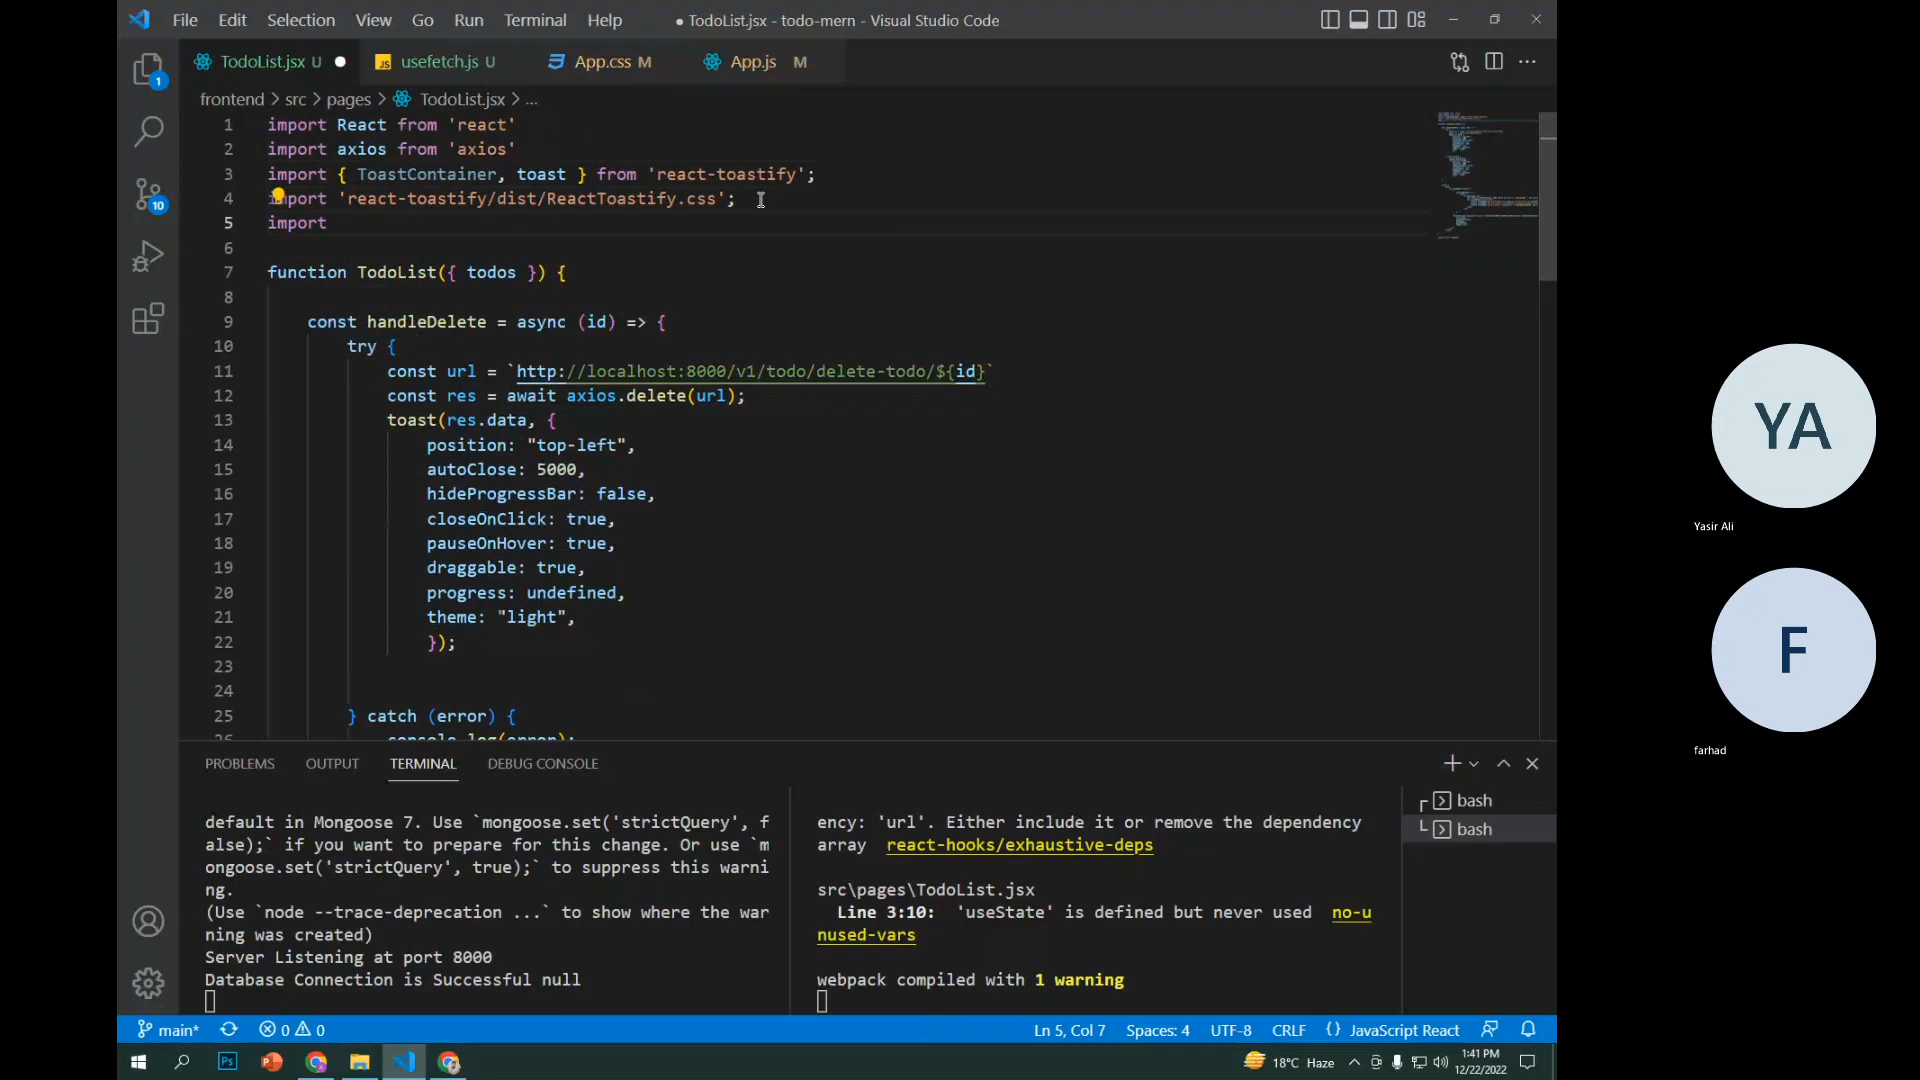 File Edit Selection View Go Run Terminal Help
● TodoList.jsx - todo-mern - Visual Studio Code
TodoList.jsx U
usefetch.js U
App.css M
App.js M
frontend > src > pages > TodoList.jsx > ...
1 import React from 'react'
2 import axios from 'axios'
3 import { ToastContainer, toast } from 'react-toastify';
4 import 'react-toastify/dist/ReactToastify.css';
5 import
6
7 function TodoList({ todos }) {
8
9 const handleDelete = async (id) => {
10 try {
11 const url = `http://localhost:8000/v1/todo/delete-todo/${id}`
12 const res = await axios.delete(url);
13 toast(res.data, {
14 position: "top-left",
15 autoClose: 5000,
16 hideProgressBar: false,
17 closeOnClick: true,
18 pauseOnHover: true,
19 draggable: true,
20 progress: undefined,
21 theme: "light",
22 });
23
24
25 } catch (error) {
26 console.log(error);
1
10
PROBLEMS OUTPUT TERMINAL DEBUG CONSOLE
default in Mongoose 7. Use `mongoose.set('strictQuery', f
alse);` if you want to prepare for this change. Or use `m
ongoose.set('strictQuery', true);` to suppress this warni
ng.
(Use `node --trace-deprecation ...` to show where the war
ning was created)
Server Listening at port 8000
Database Connection is Successful null
ency: 'url'. Either include it or remove the dependency
array react-hooks/exhaustive-deps
src\pages\TodoList.jsx
Line 3:10: 'useState' is defined but never used no-u
nused-vars
webpack compiled with 1 warning
bash
bash
main* 0 0
Ln 5, Col 7 Spaces: 4 UTF-8 CRLF {} JavaScript React
Ps
18°C Haze
1:41 PM
12/22/2022
YA
Yasir Ali
F
farhad